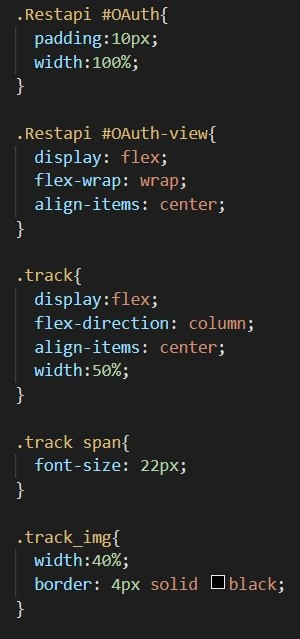 .Restapi #OAuth{
padding:10px;
width:100%;
}
.Restapi #OAuth-view{
display: flex;
flex-wrap: wrap;
align-items: center;
}
.track{
display:flex;
flex-direction: column;
align-items: center;
width:50%;
}
.track span{
font-size: 22px;
}
.track_img{
width:40%;
border: 4px solid black;
}